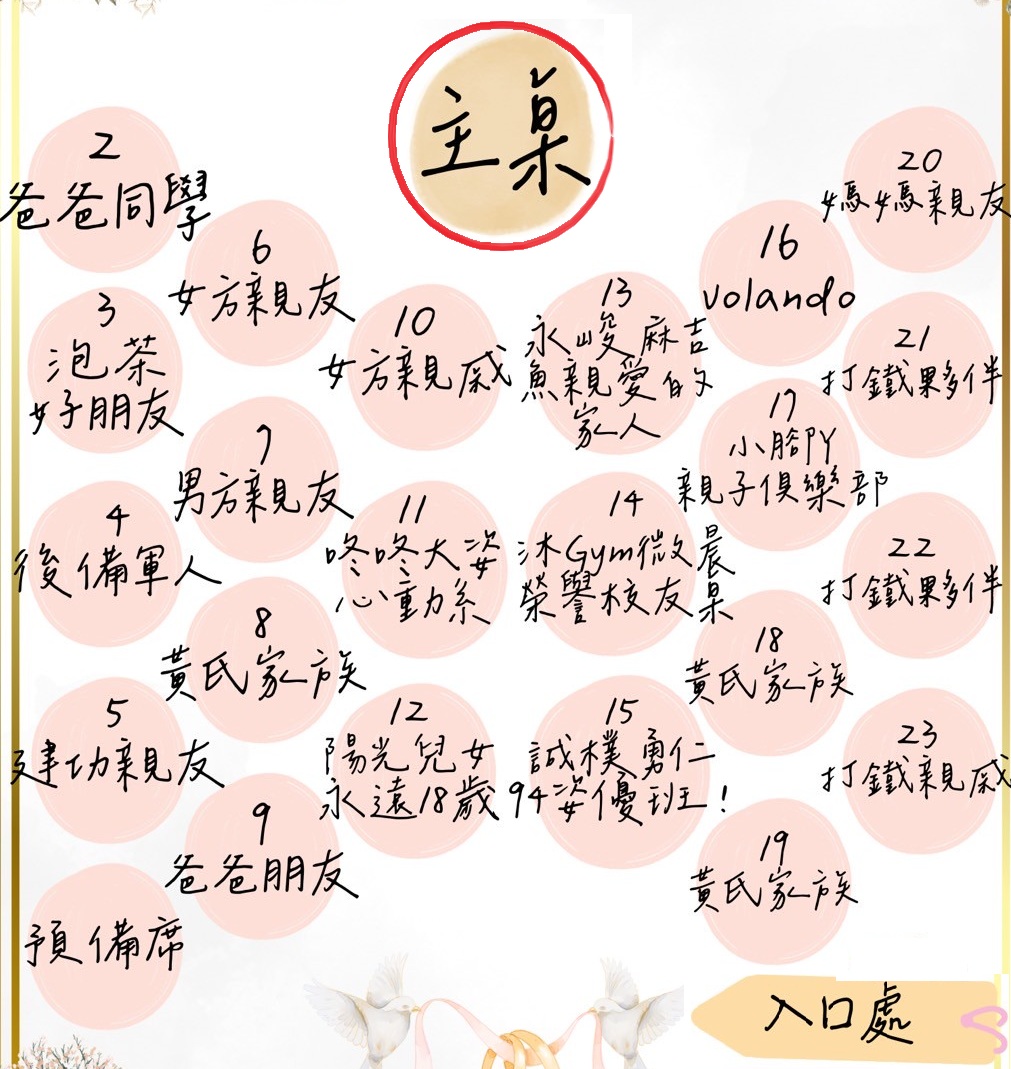 主桌
2
爸爸同學
3
泡茶
好朋友
4
後備軍人
5
建功親友
預備席
6
女方親友
7
男方親友
8
黃氏家族
9
爸爸朋友
10
女方親戚
11
咚咚大姿
心動系
12
陽光兒女
永遠18歲
13
永峻麻吉
魚親愛的
家人
14
沐Gym微晨
榮譽校友桌
15
誠樸勇仁
94姿優班!
16
volando
17
小腳丫
親子俱樂部
18
黃氏家族
19
黃氏家族
20
媽媽親友
21
打鐵夥伴
22
打鐵夥伴
23
打鐵親戚
入口處